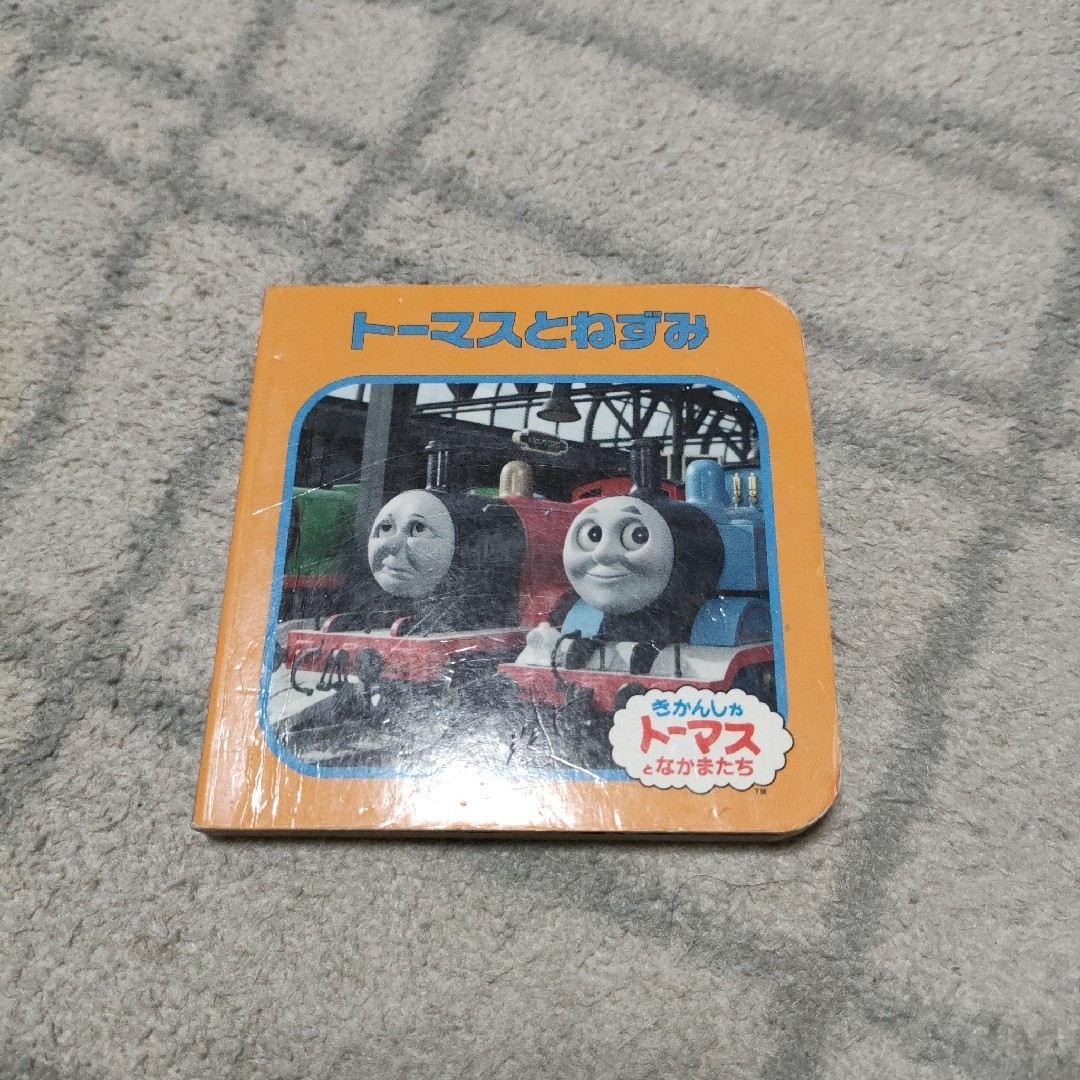 トーマスとねずみ
きかんしゃ
トーマス
となかまたち
TM